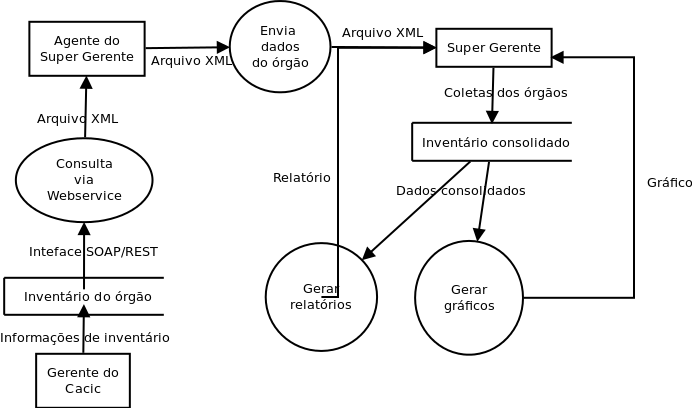 Envia
dados
do órgão
Agente do
Super Gerente
Arquivo XML
Arquivo XML
Super Gerente
Coletas dos órgãos
Arquivo XML
Inventário consolidado
Consulta
via
Webservice
Relatório
Dados consolidados
Gráfico
Inteface SOAP/REST
Inventário do órgão
Gerar
relatórios
Gerar
gráficos
Informações de inventário
Gerente do
Cacic